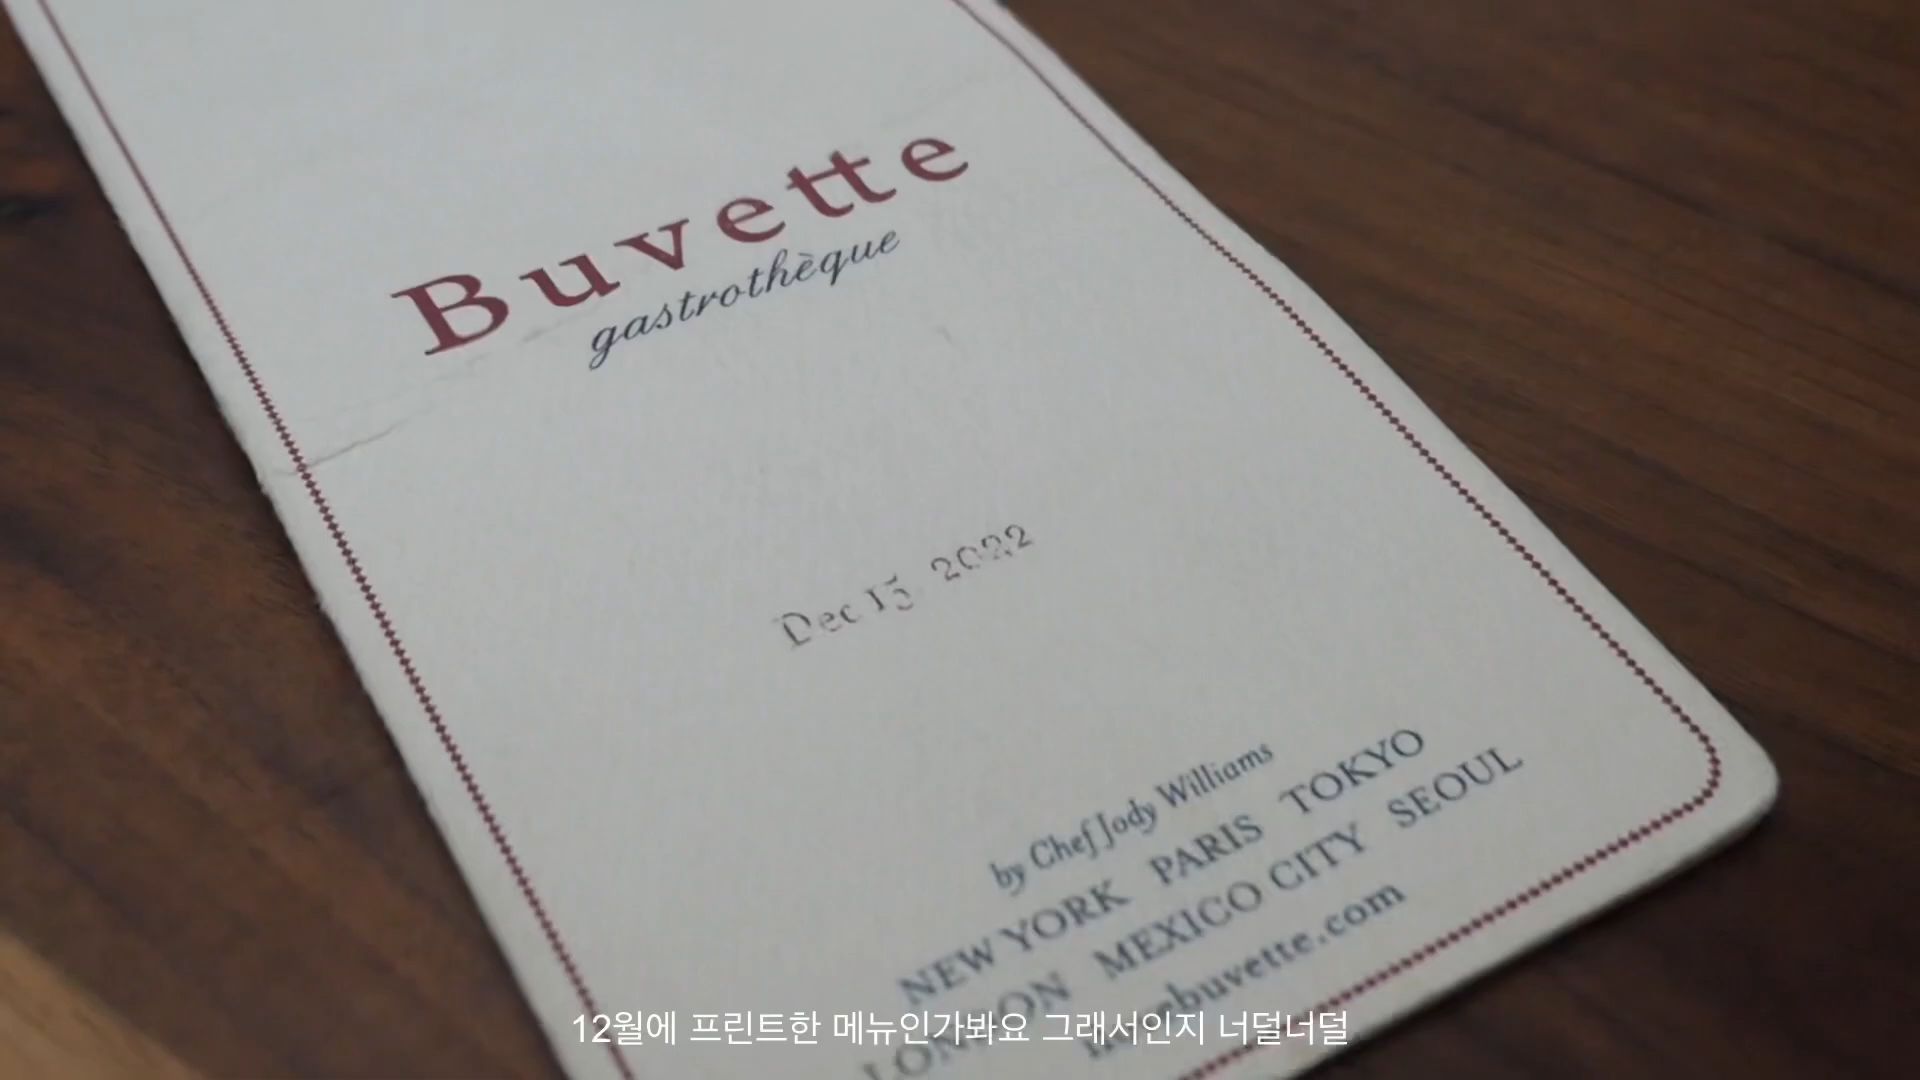 Buvette
gastrothèque
Dec 15 2022
by Chef Jody Williams
NEW YORK PARIS TOKYO
LONDON MEXICO CITY SEOUL
12월에 프린트한 메뉴인가봐요 그래서인지 너덜너덜